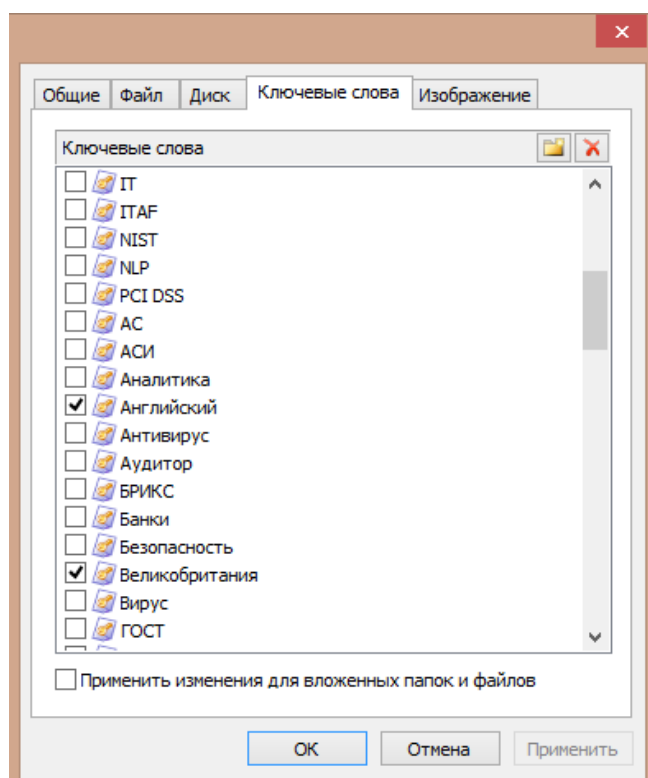 Общие Файл Диск Ключевые слова Изображение
Ключевые слова
IT
ITAF
NIST
NLP
PCI DSS
АС
АСИ
Аналитика
Английский
Антивирус
Аудитор
БРИКС
Банки
Безопасность
Великобритания
Вирус
ГОСТ
Применить изменения для вложенных папок и файлов
ОК Отмена Применить